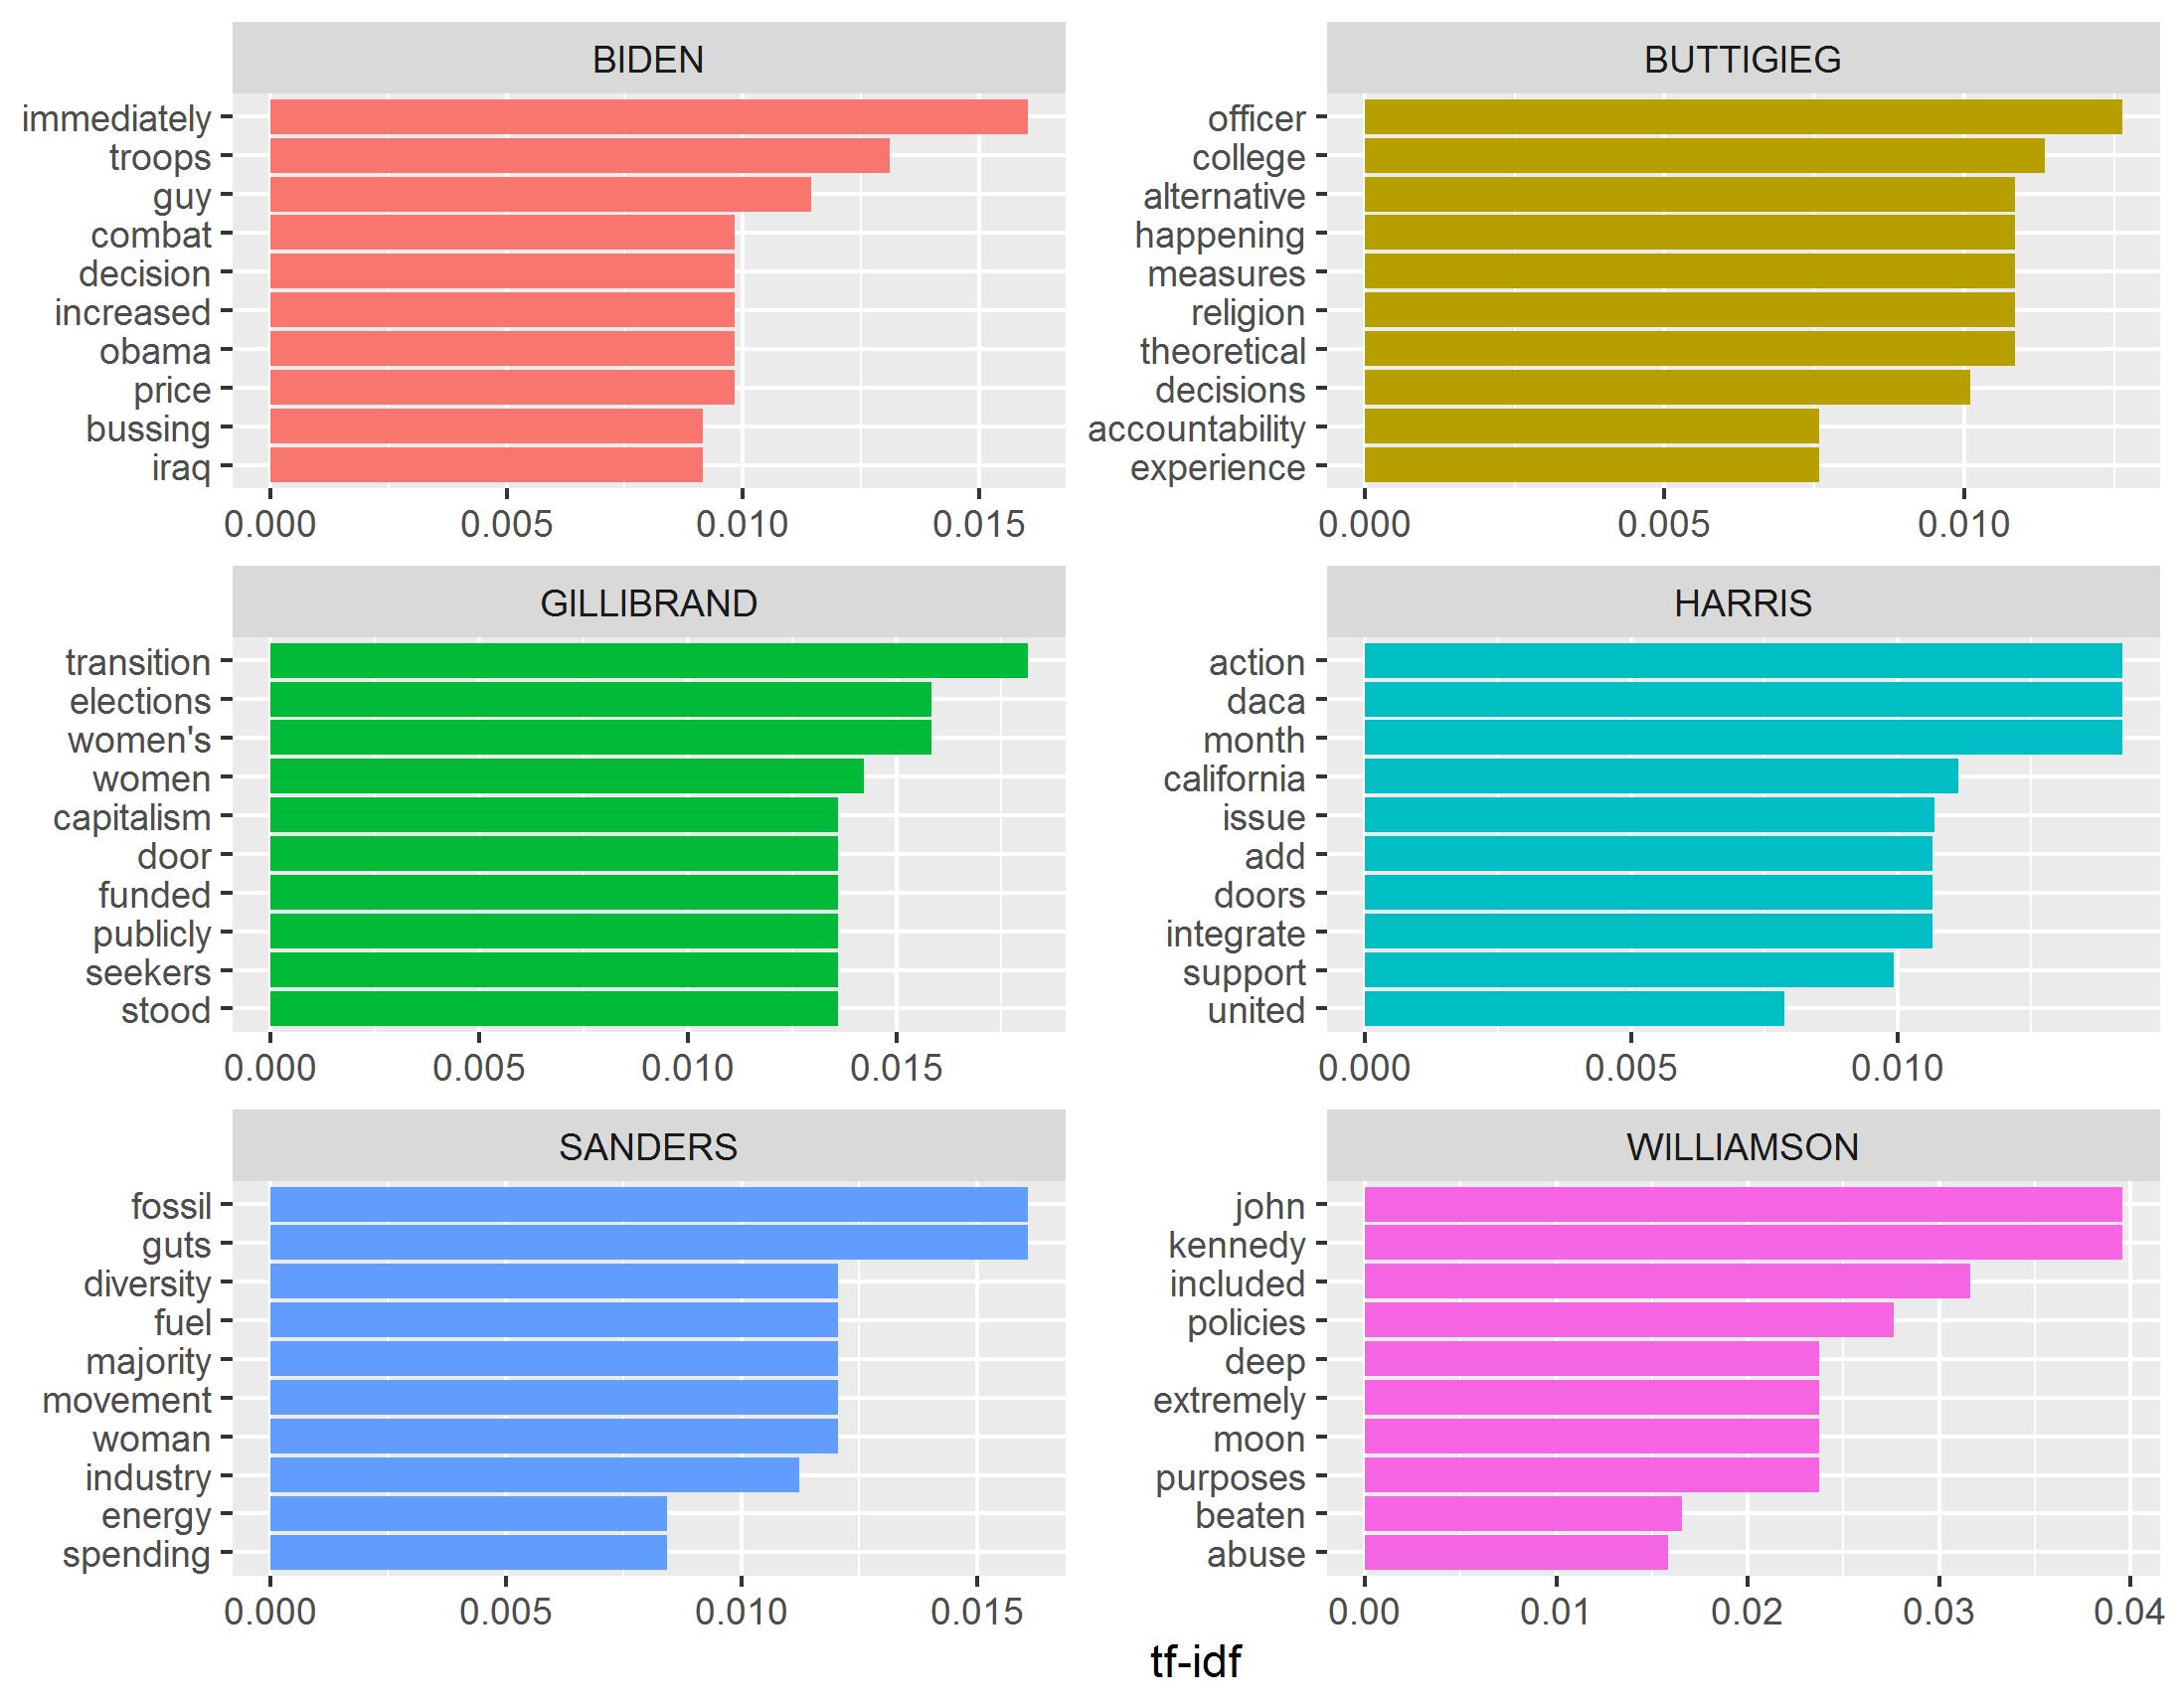 BIDEN
immediately
troops
guy
combat
decision
increased
obama
price
bussing
iraq
0.000 0.005 0.010 0.015
BUTTIGIEG
officer
college
alternative
happening
measures
religion
theoretical
decisions
accountability
experience
0.000 0.005 0.010
GILLIBRAND
transition
elections
women's
women
capitalism
door
funded
publicly
seekers
stood
0.000 0.005 0.010 0.015
HARRIS
action
daca
month
california
issue
add
doors
integrate
support
united
0.000 0.005 0.010
SANDERS
fossil
guts
diversity
fuel
majority
movement
woman
industry
energy
spending
0.000 0.005 0.010 0.015
WILLIAMSON
john
kennedy
included
policies
deep
extremely
moon
purposes
beaten
abuse
0.00 0.01 0.02 0.03 0.04
tf-idf